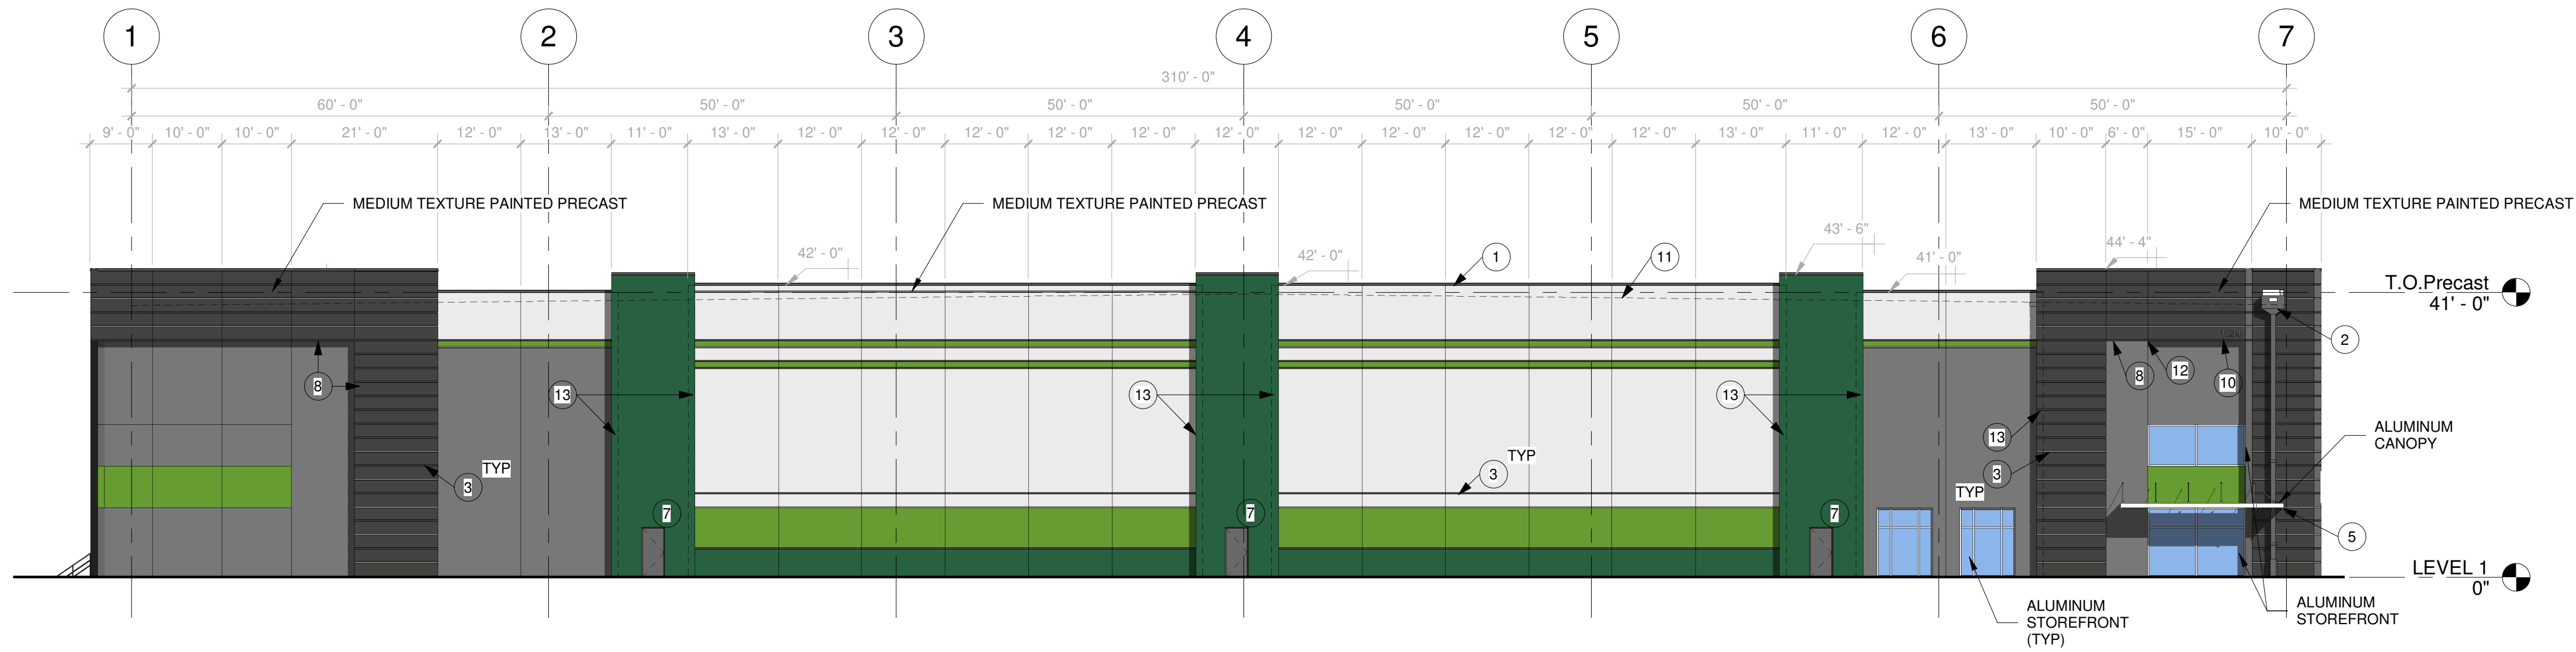 1 2 3 4 5 6 7
310' - 0"
60' - 0" 50' - 0" 50' - 0" 50' - 0" 50' - 0" 50' - 0"
9' - 0" 10' - 0" 10' - 0" 21' - 0" 12' - 0" 13' - 0" 11' - 0" 13' - 0" 12' - 0" 12' - 0" 12' - 0" 12' - 0" 12' - 0" 12' - 0" 12' - 0" 12' - 0" 12' - 0" 12' - 0" 12' - 0" 13' - 0" 11' - 0" 12' - 0" 13' - 0" 10' - 0" 6' - 0" 15' - 0" 10' - 0"
MEDIUM TEXTURE PAINTED PRECAST MEDIUM TEXTURE PAINTED PRECAST MEDIUM TEXTURE PAINTED PRECAST
43' - 6"
44' - 4"
42' - 0" 42' - 0" 1 11 41' - 0"
T.O.Precast
41' - 0"
2
8 8 12 10
13 13 13
ALUMINUM
CANOPY
13
TYP TYP
3 3 3
TYP
7 7 7
5
LEVEL 1
0"
ALUMINUM
STOREFRONT
(TYP)
ALUMINUM
STOREFRONT